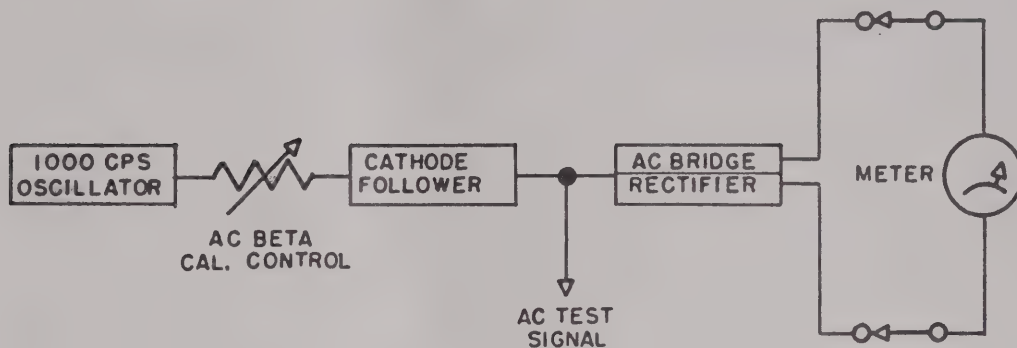 1000 CPS
OSCILLATOR
AC BETA
CAL. CONTROL
CATHODE
FOLLOWER
AC TEST
SIGNAL
AC BRIDGE
RECTIFIER
METER